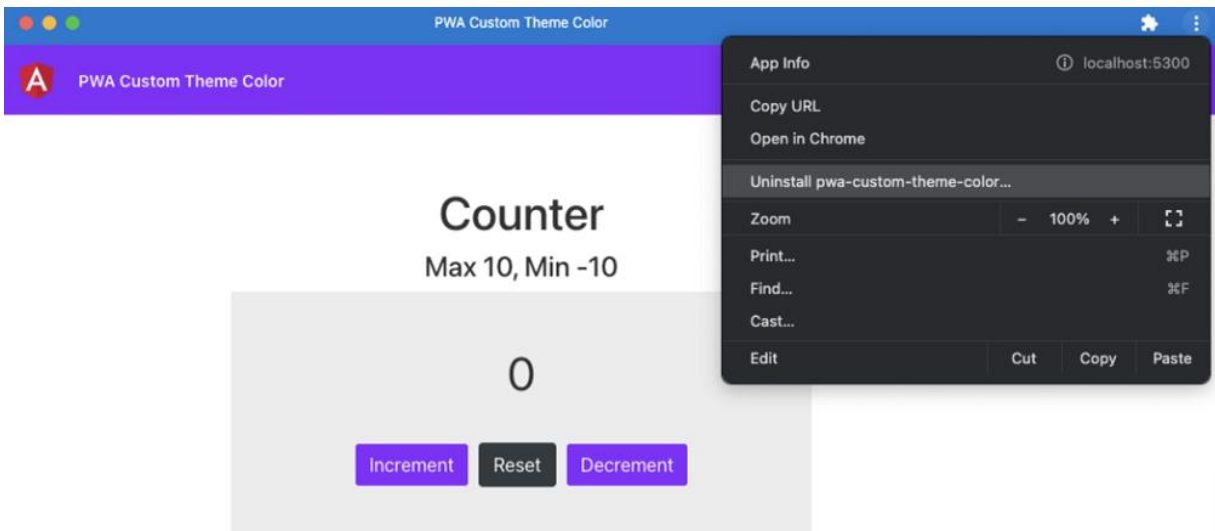 PWA Custom Theme Color
A PWA Custom Theme Color
App Info localhost:5300
Copy URL
Open in Chrome
Uninstall pwa-custom-theme-color...
Zoom - 100% +
Print... ⌘P
Find... ⌘F
Cast...
Edit Cut Copy Paste
Counter
Max 10, Min -10
0
Increment Reset Decrement